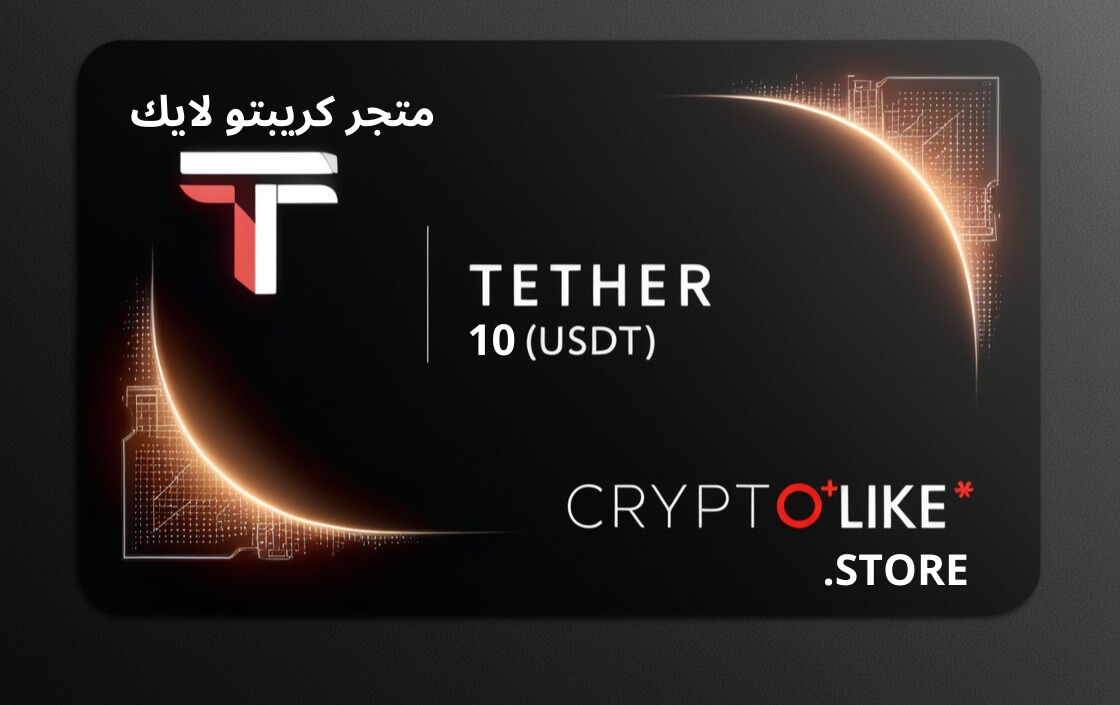 متجر كريبتو لايك
TETHER
10 (USDT)
CRYPTO+LIKE*
.STORE